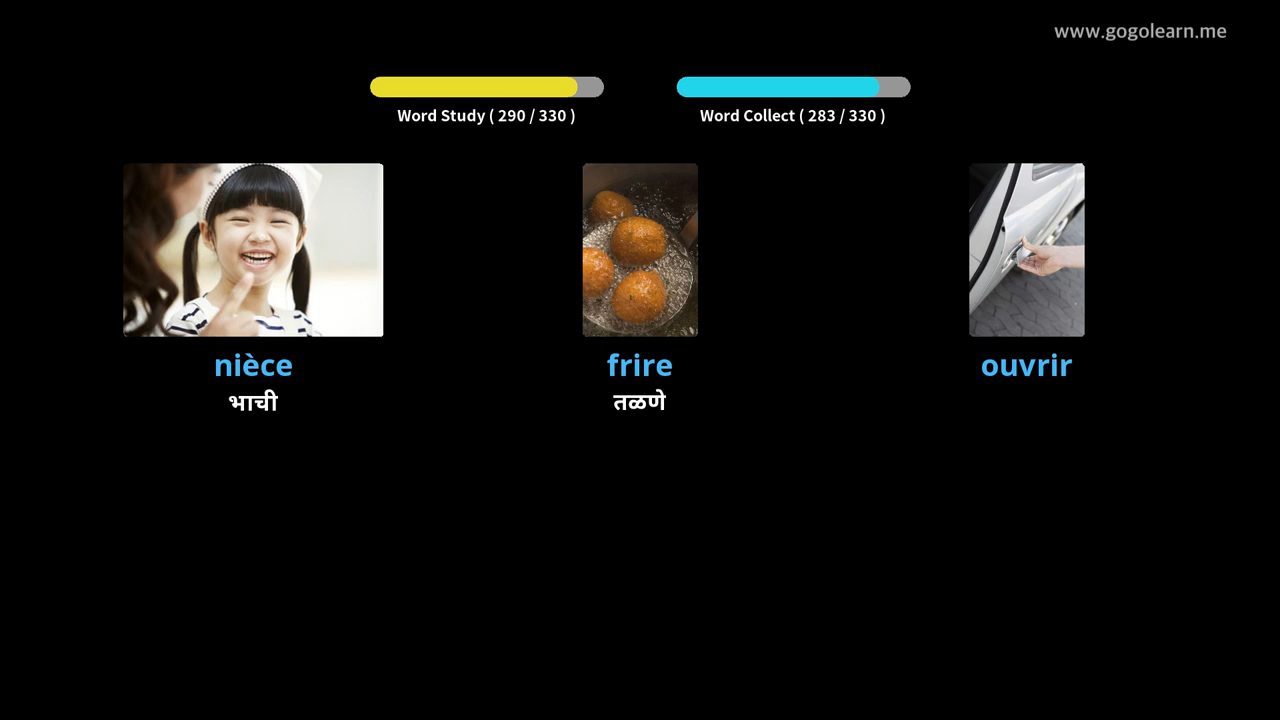 www.gogolearn.me
Word Study ( 290 / 330 )
Word Collect ( 283 / 330 )
nièce
frire
ouvrir
भाची
तळणे